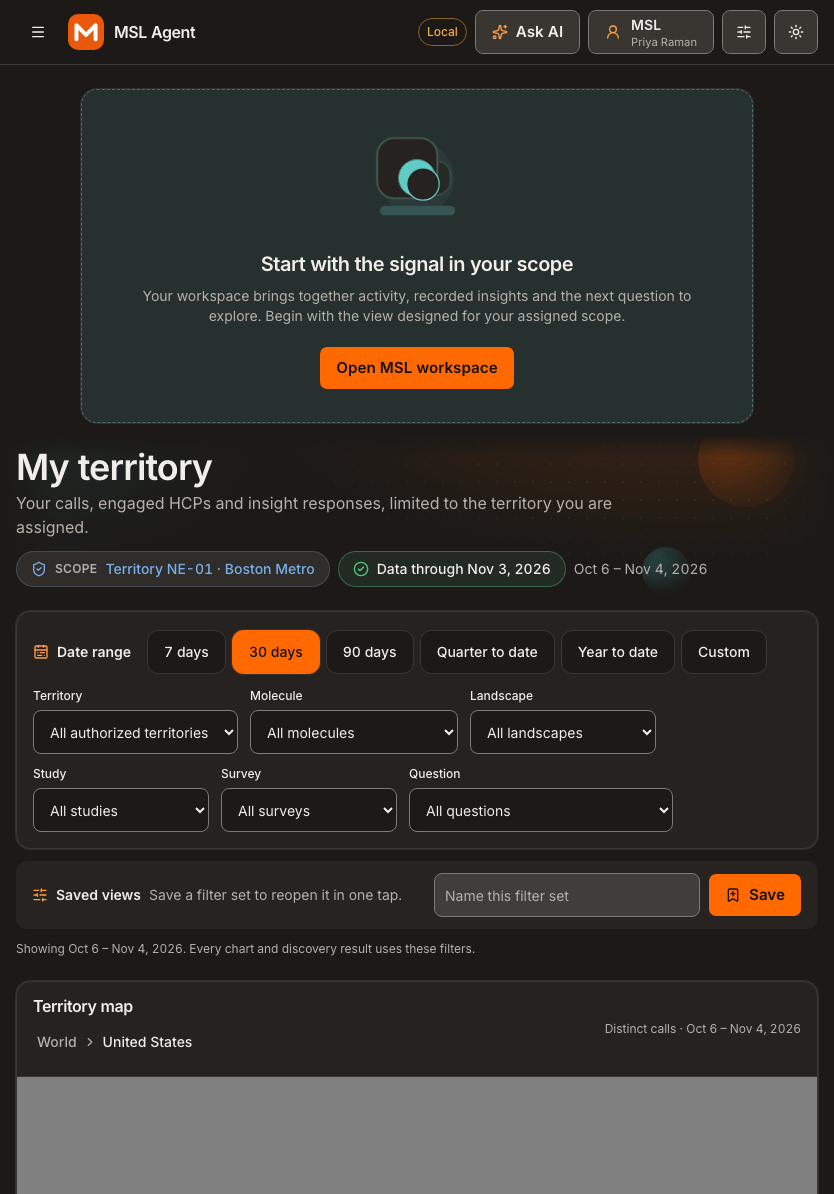 MSL Agent
Local
Ask AI
MSL
Priya Raman
Start with the signal in your scope
Your workspace brings together activity, recorded insights and the next question to
explore. Begin with the view designed for your assigned scope.
Open MSL workspace
My territory
Your calls, engaged HCPs and insight responses, limited to the territory you are
assigned.
SCOPE Territory NE-01 · Boston Metro
Data through Nov 3, 2026
Oct 6 – Nov 4, 2026
Date range
7 days
30 days
90 days
Quarter to date
Year to date
Custom
Territory
Molecule
Landscape
All authorized territories
All molecules
All landscapes
Study
Survey
Question
All studies
All surveys
All questions
Saved views Save a filter set to reopen it in one tap.
Name this filter set
Save
Showing Oct 6 – Nov 4, 2026. Every chart and discovery result uses these filters.
Territory map
Distinct calls · Oct 6 – Nov 4, 2026
World > United States